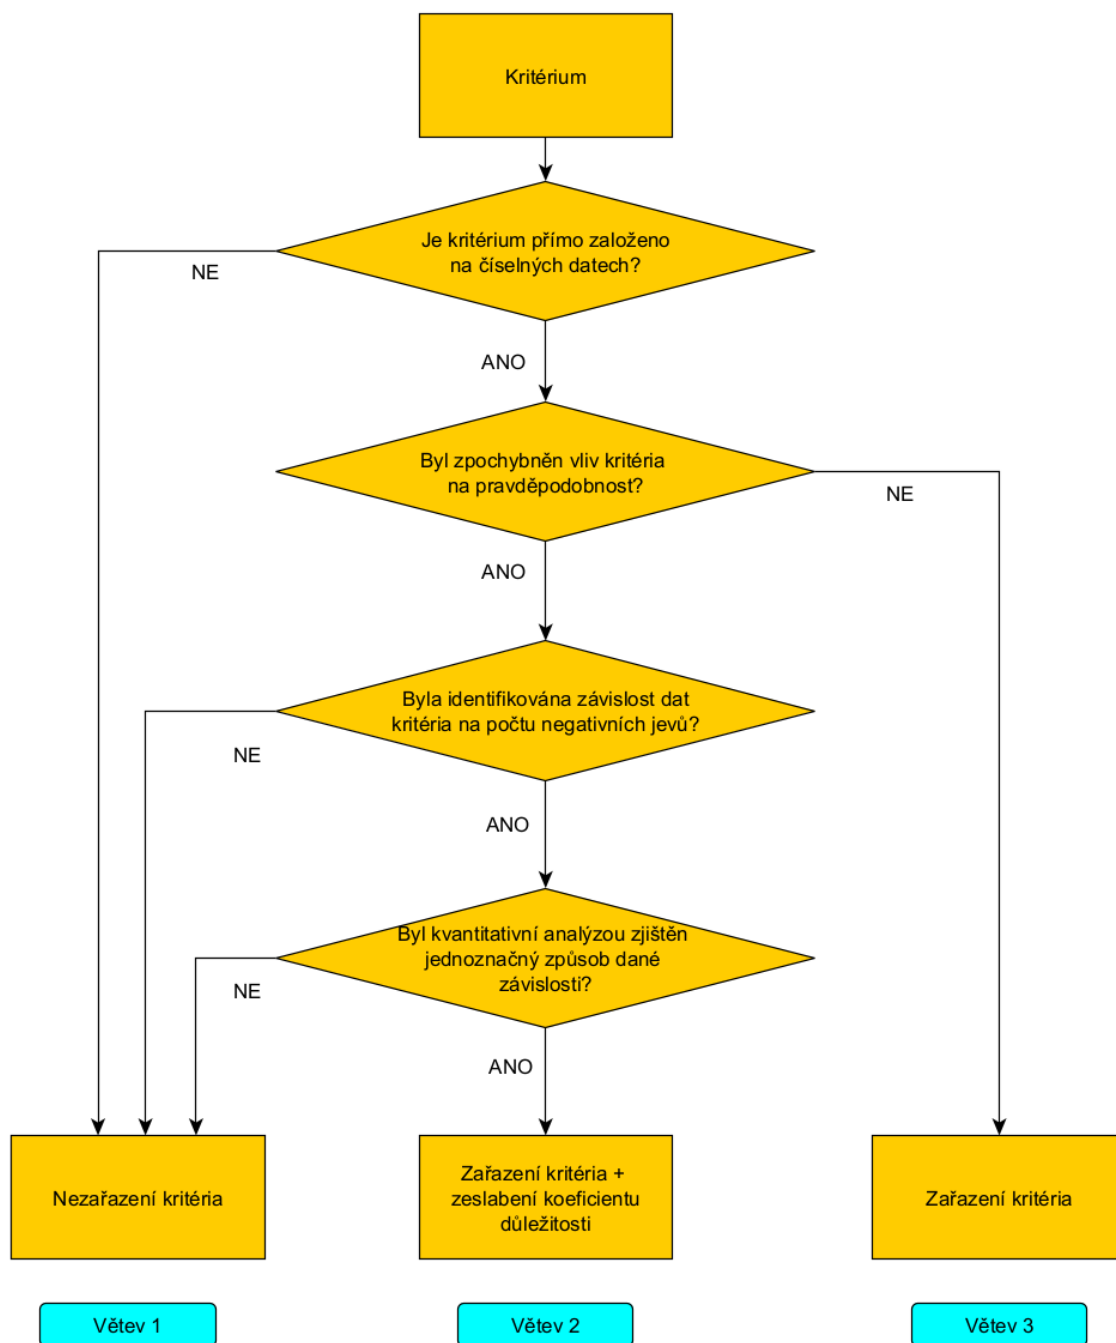 Kritérium
Je kritérium přímo založeno
na číselných datech?
NE
ANO
Byl zpochybněn vliv kritéria
na pravděpodobnost?
NE
ANO
Byla identifikována závislost dat
kritéria na počtu negativních jevů?
NE
ANO
Byl kvantitativní analýzou zjištěn
jednoznačný způsob dané
závislosti?
NE
ANO
Nezařazení kritéria
Zařazení kritéria +
zeslabení koeficientu
důležitosti
Zařazení kritéria
Větev 1
Větev 2
Větev 3